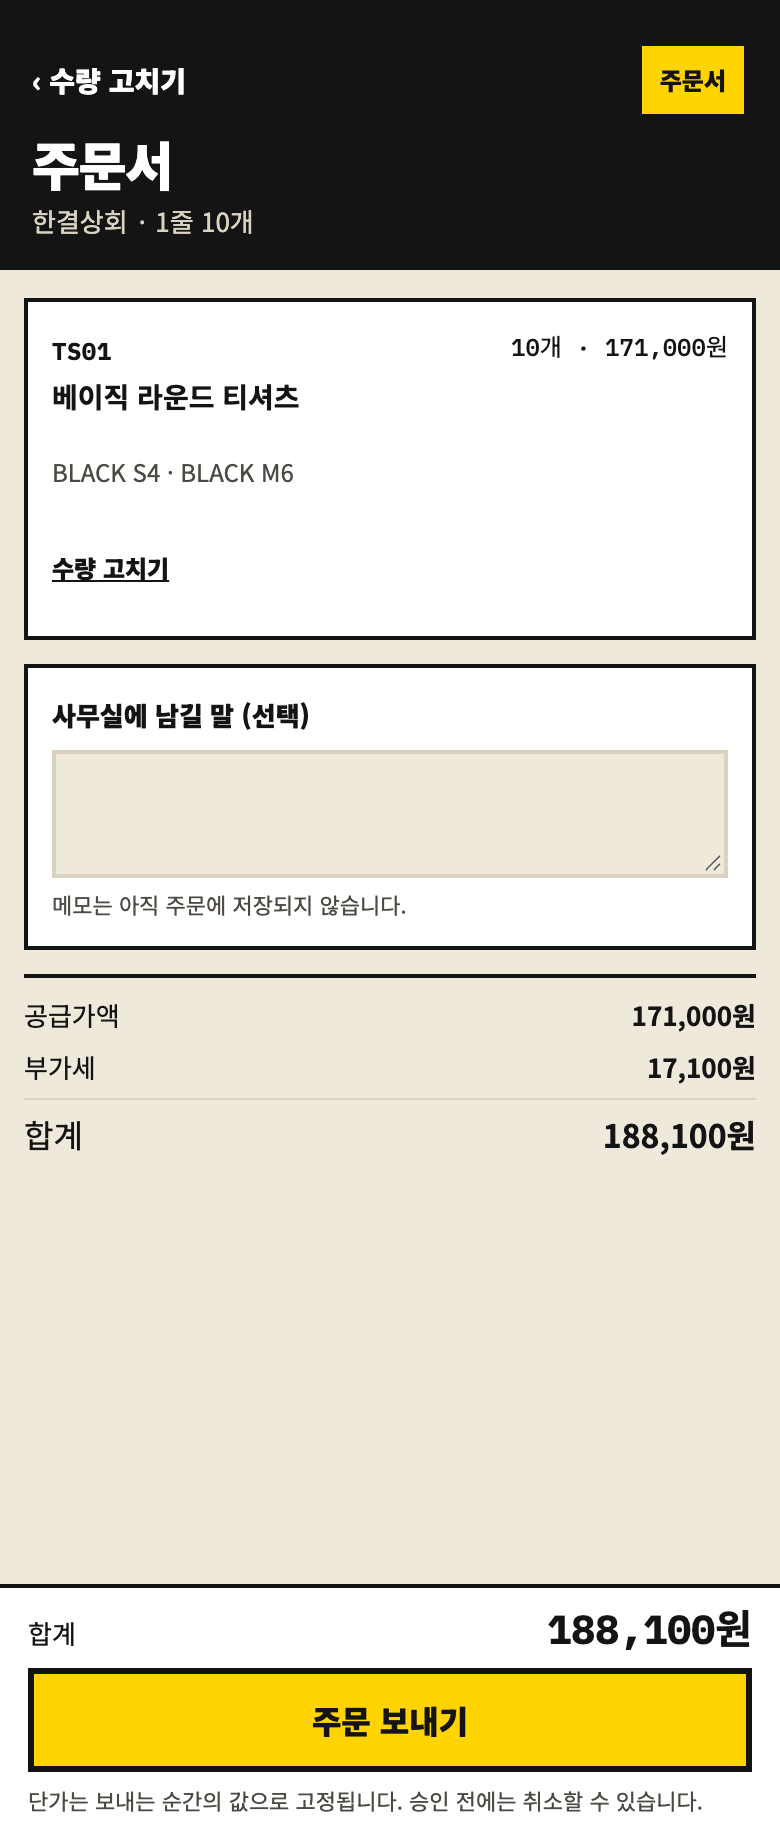 ‹ 수량 고치기
주문서
주문서
한결상회 · 1줄 10개
TS01
10개 · 171,000원
베이직 라운드 티셔츠
BLACK S4 · BLACK M6
수량 고치기
사무실에 남길 말 (선택)
메모는 아직 주문에 저장되지 않습니다.
공급가액 171,000원
부가세 17,100원
합계 188,100원
합계 188,100원
주문 보내기
단가는 보내는 순간의 값으로 고정됩니다. 승인 전에는 취소할 수 있습니다.